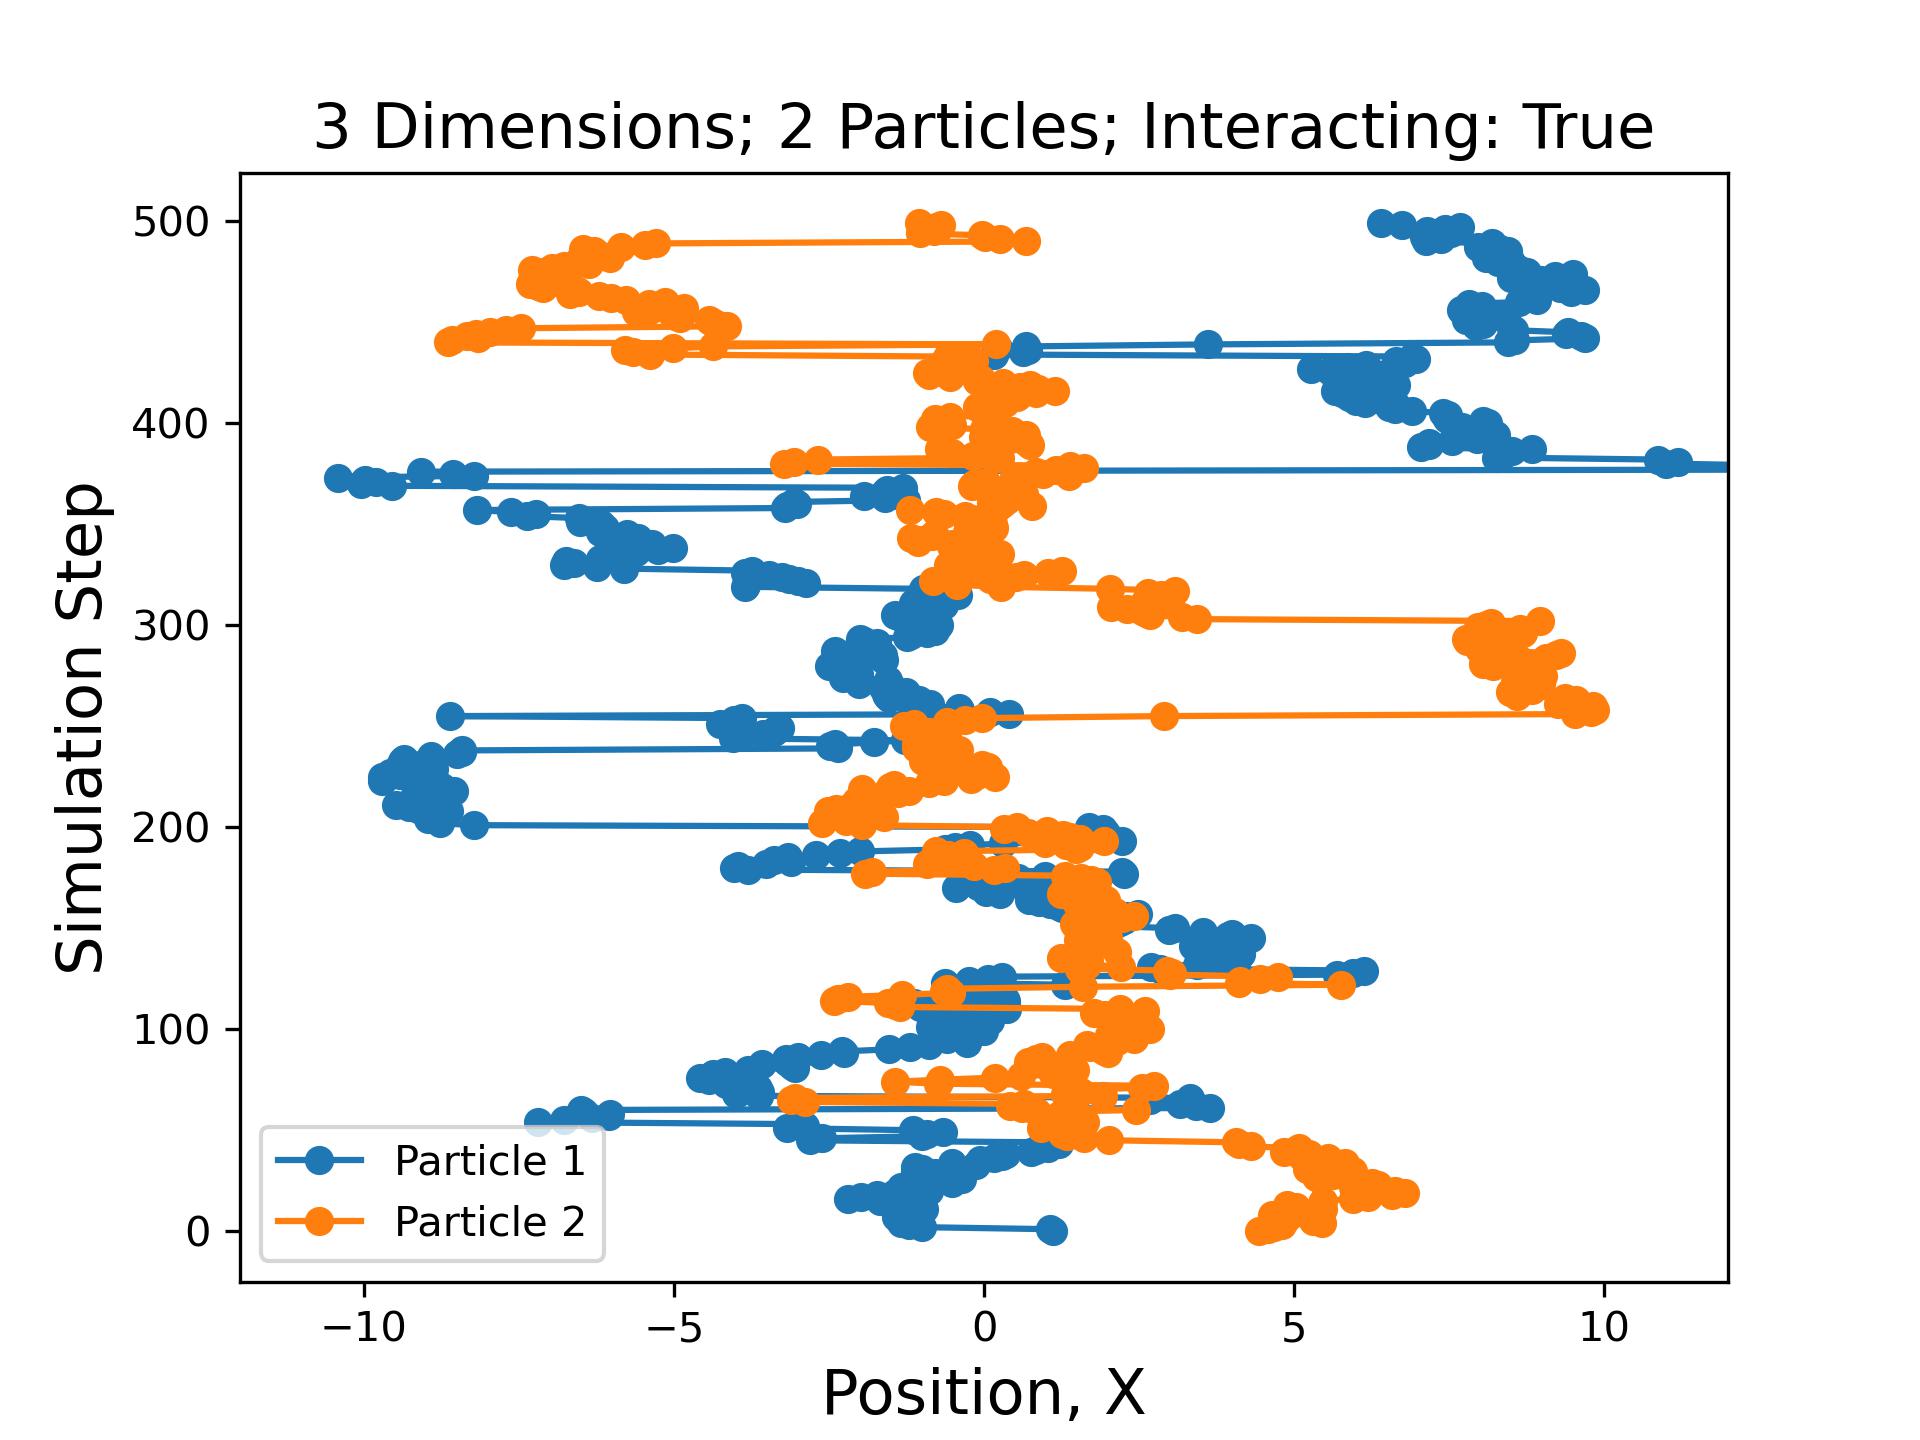 3 Dimensions; 2 Particles; Interacting: True
Simulation Step
500
400
300
200
100
0
Particle 1
Particle 2
−10
−5
0
5
10
Position, X